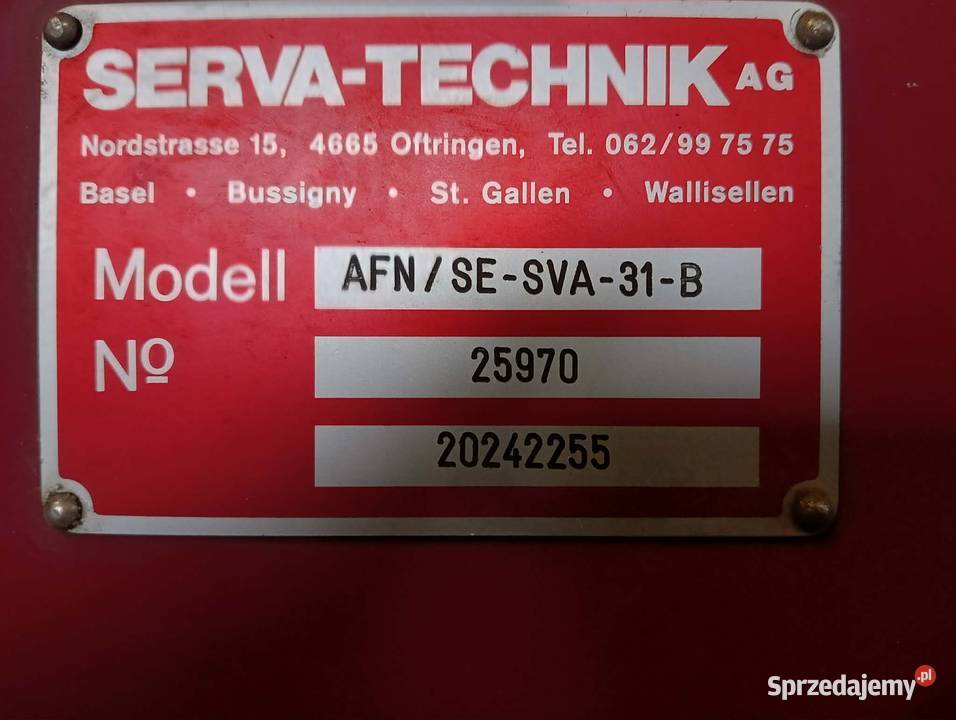 SERVA-TECHNIK AG
Nordstrasse 15, 4665 Oftringen, Tel. 062/99 75 75
Basel • Bussigny • St. Gallen • Wallisellen
Modell AFN/SE-SVA-31-B
Nº 25970
20242255
Sprzedajemy.pl